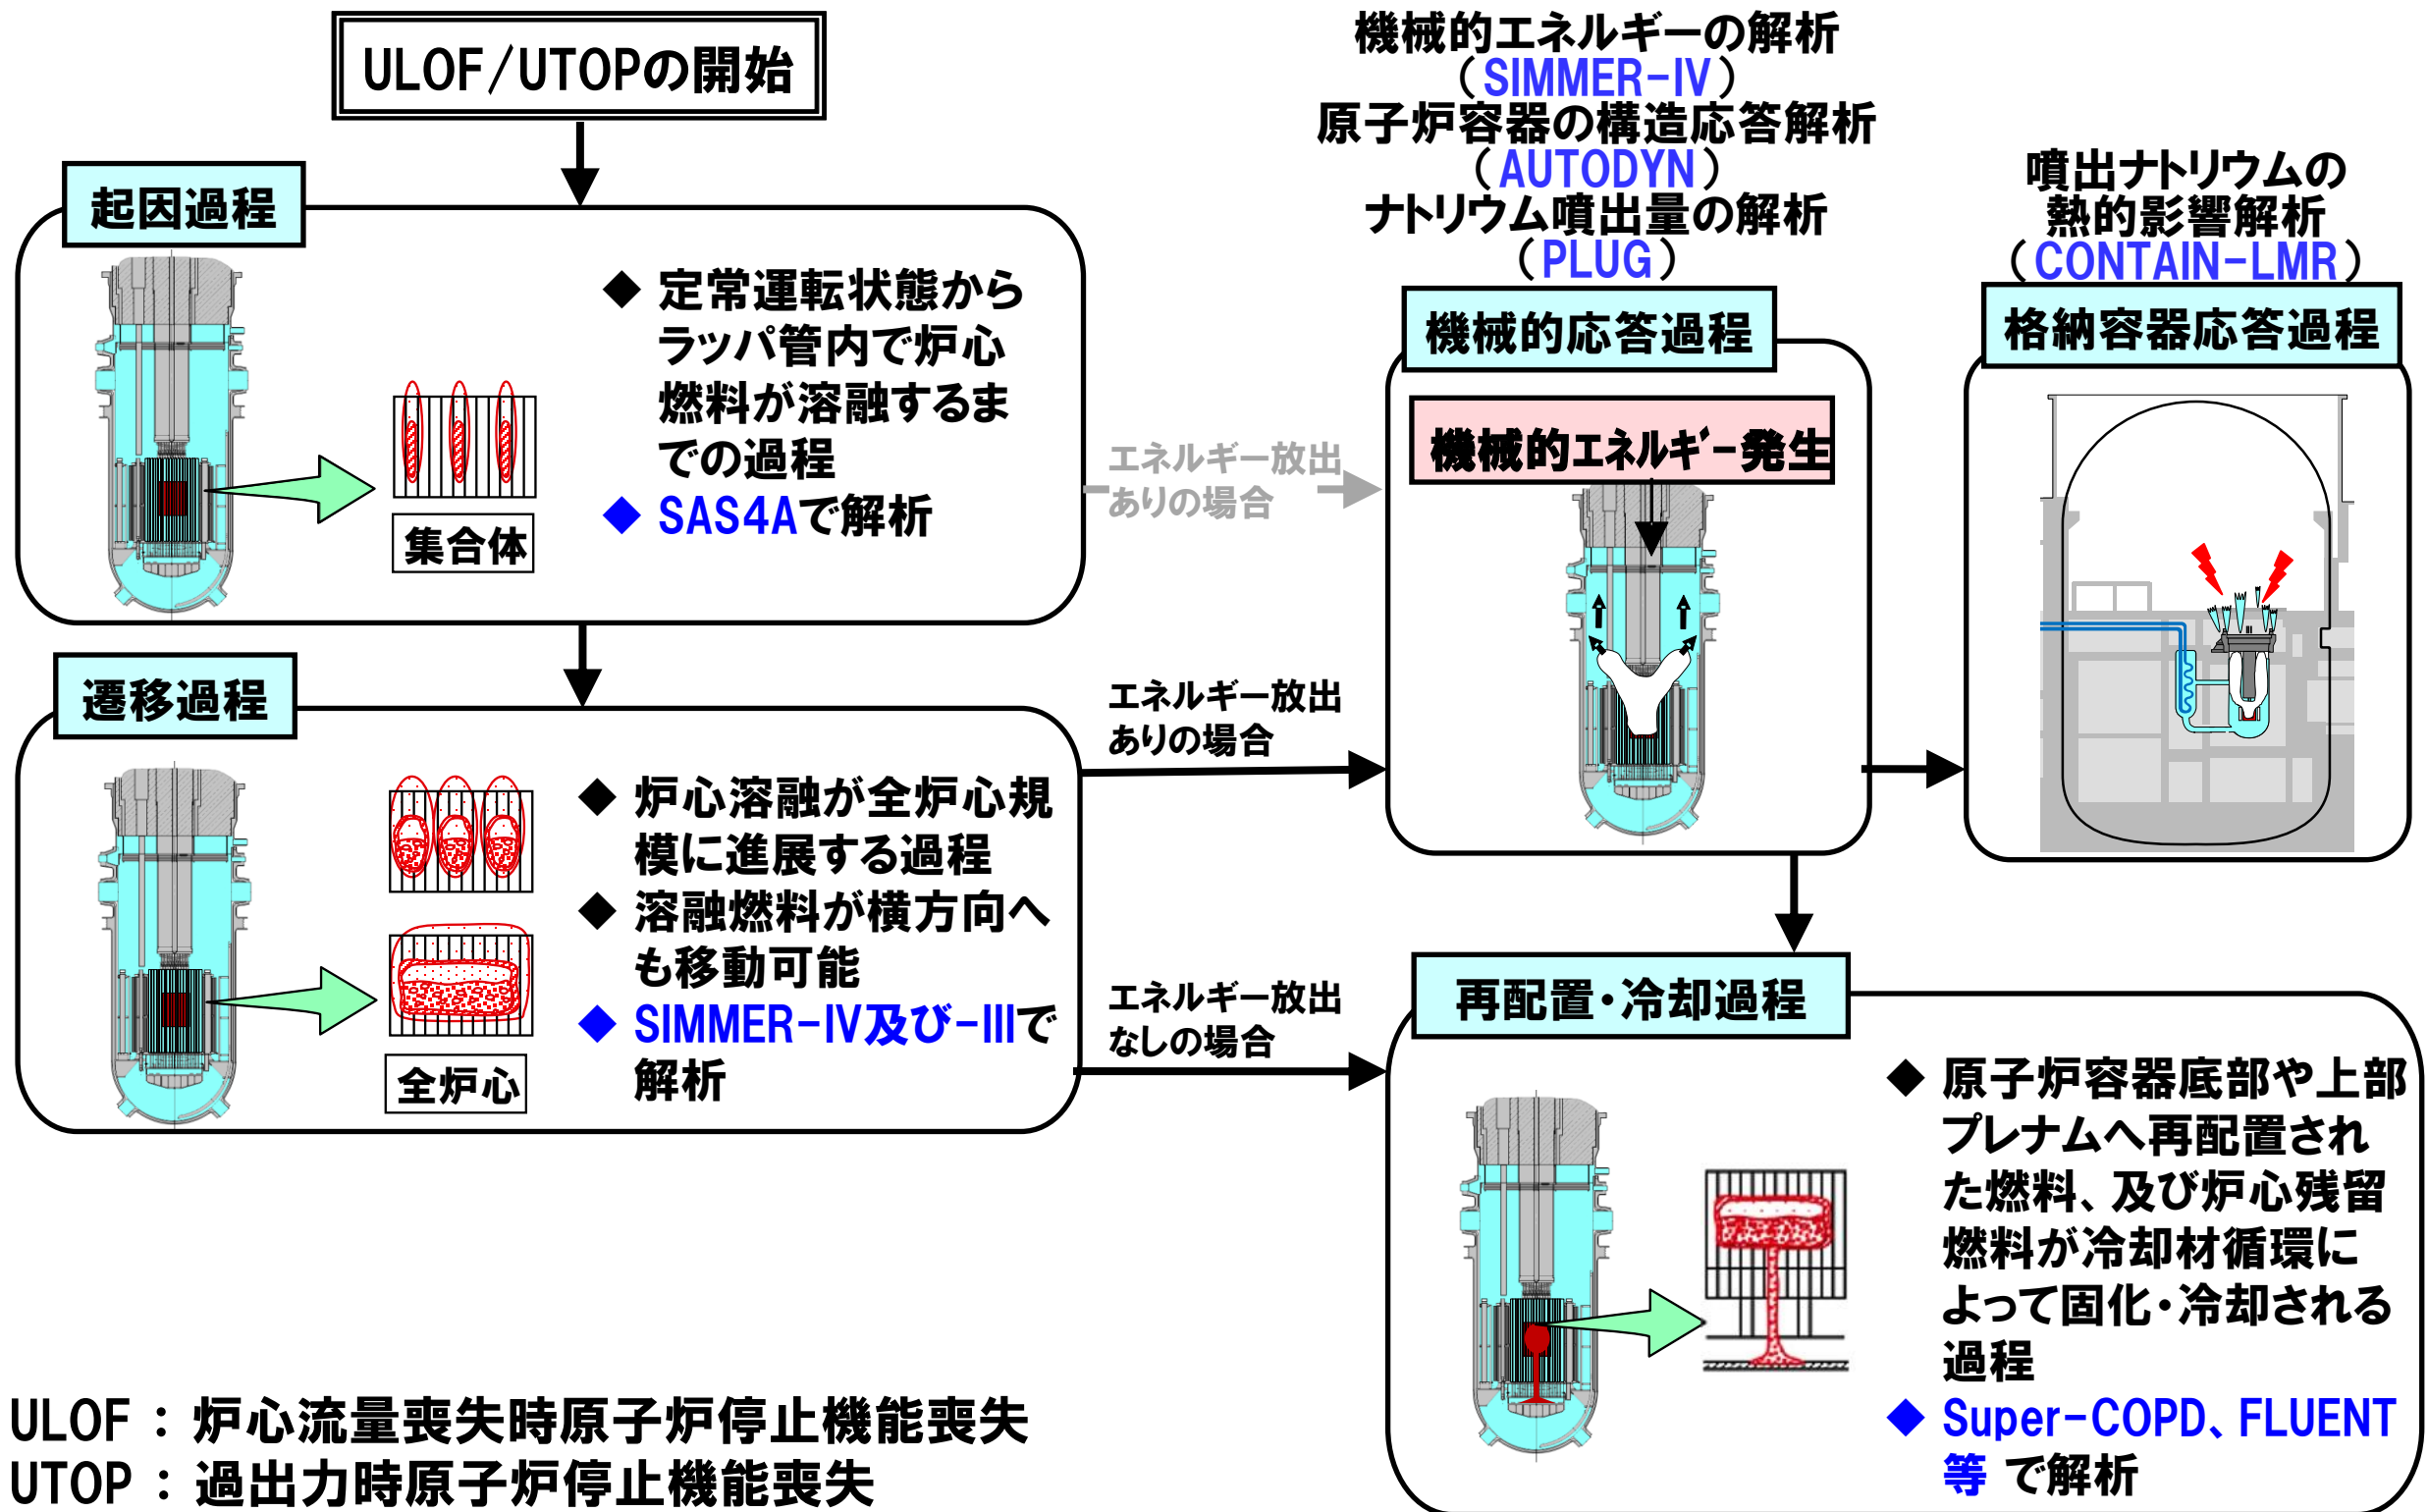 ULOF/UTOPの開始
起因過程
◆ 定常運転状態から
ラッパ管内で炉心
燃料が溶融するま
での過程
◆ SAS4Aで解析
集合体
エネルギー放出
ありの場合
遷移過程
◆ 炉心溶融が全炉心規
模に進展する過程
◆ 溶融燃料が横方向へ
も移動可能
◆ SIMMER-IV及び-IIIで
解析
全炉心
エネルギー放出
ありの場合
エネルギー放出
なしの場合
機械的エネルギーの解析
(SIMMER-IV)
原子炉容器の構造応答解析
(AUTODYN)
ナトリウム噴出量の解析
(PLUG)
機械的応答過程
機械的エネルギー発生
噴出ナトリウムの
熱的影響解析
(CONTAIN-LMR)
格納容器応答過程
再配置・冷却過程
◆ 原子炉容器底部や上部
プレナムへ再配置され
た燃料、及び炉心残留
燃料が冷却材循環に
よって固化・冷却される
過程
◆ Super-COPD、FLUENT
等 で解析
ULOF : 炉心流量喪失時原子炉停止機能喪失
UTOP : 過出力時原子炉停止機能喪失